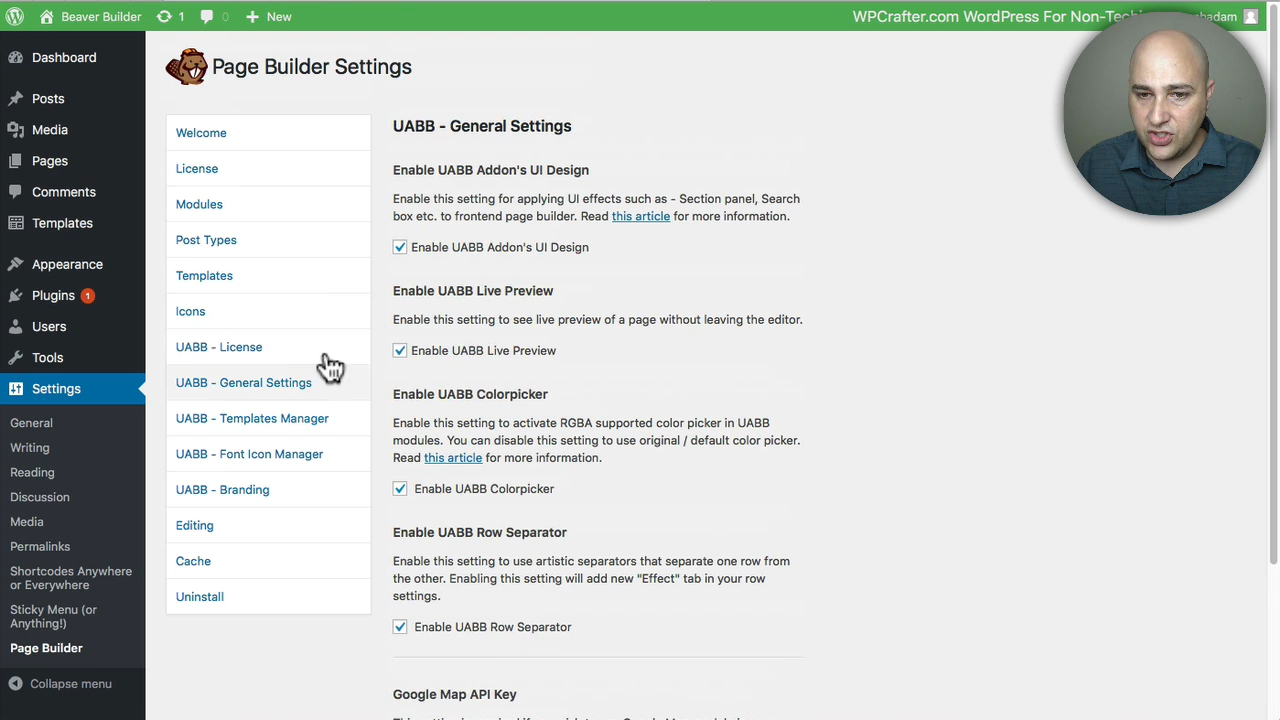 Beaver Builder 1 0 New WPCrafter.com WordPress For Non-Techi adam
Dashboard
Posts
Media
Pages
Comments
Templates
Appearance
Plugins 1
Users
Tools
Settings
General
Writing
Reading
Discussion
Media
Permalinks
Shortcodes Anywhere
or Everywhere
Sticky Menu (or
Anything!)
Page Builder
Collapse menu
Page Builder Settings
Welcome
License
Modules
Post Types
Templates
Icons
UABB - License
UABB - General Settings
UABB - Templates Manager
UABB - Font Icon Manager
UABB - Branding
Editing
Cache
Uninstall
UABB - General Settings
Enable UABB Addon's UI Design
Enable this setting for applying UI effects such as - Section panel, Search
box etc. to frontend page builder. Read this article for more information.
Enable UABB Addon's UI Design
Enable UABB Live Preview
Enable this setting to see live preview of a page without leaving the editor.
Enable UABB Live Preview
Enable UABB Colorpicker
Enable this setting to activate RGBA supported color picker in UABB
modules. You can disable this setting to use original / default color picker.
Read this article for more information.
Enable UABB Colorpicker
Enable UABB Row Separator
Enable this setting to use artistic separators that separate one row from
the other. Enabling this setting will add new "Effect" tab in your row
settings.
Enable UABB Row Separator
Google Map API Key